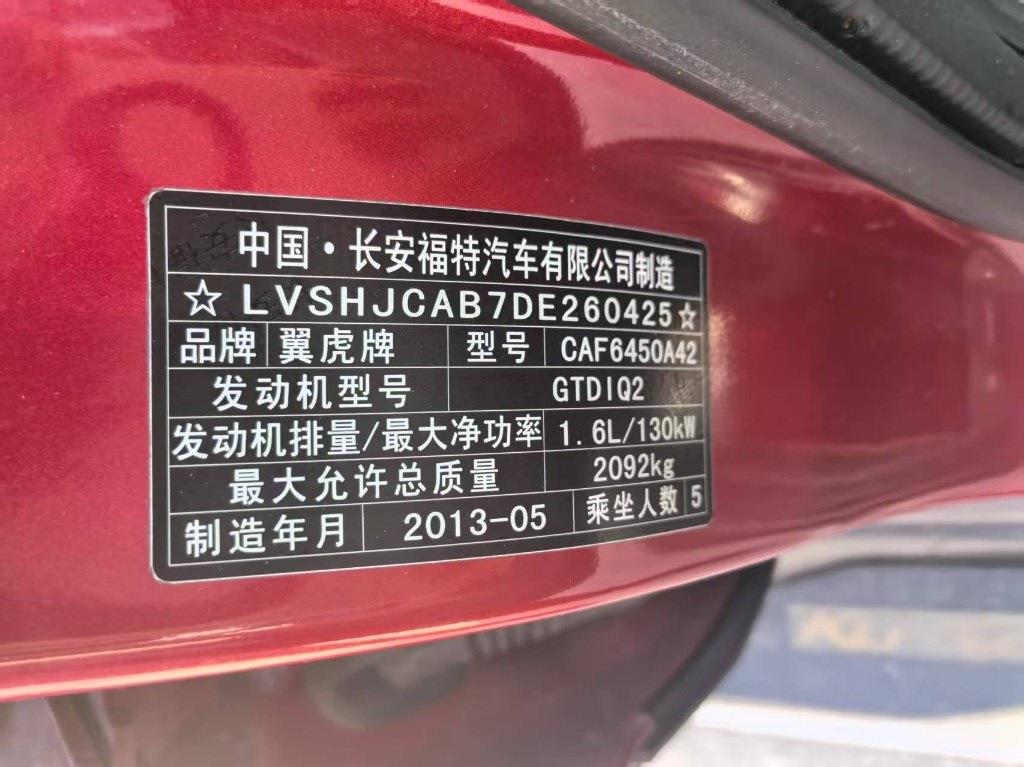 中国·长安福特汽车有限公司制造
☆LVSHJCAB7DE260425☆
品牌 翼虎牌 型号 CAF6450A42
发动机型号 GTDIQ2
发动机排量/最大净功率 1.6L/130kW
最大允许总质量 2092kg
制造年月 2013-05 乘坐人数 5